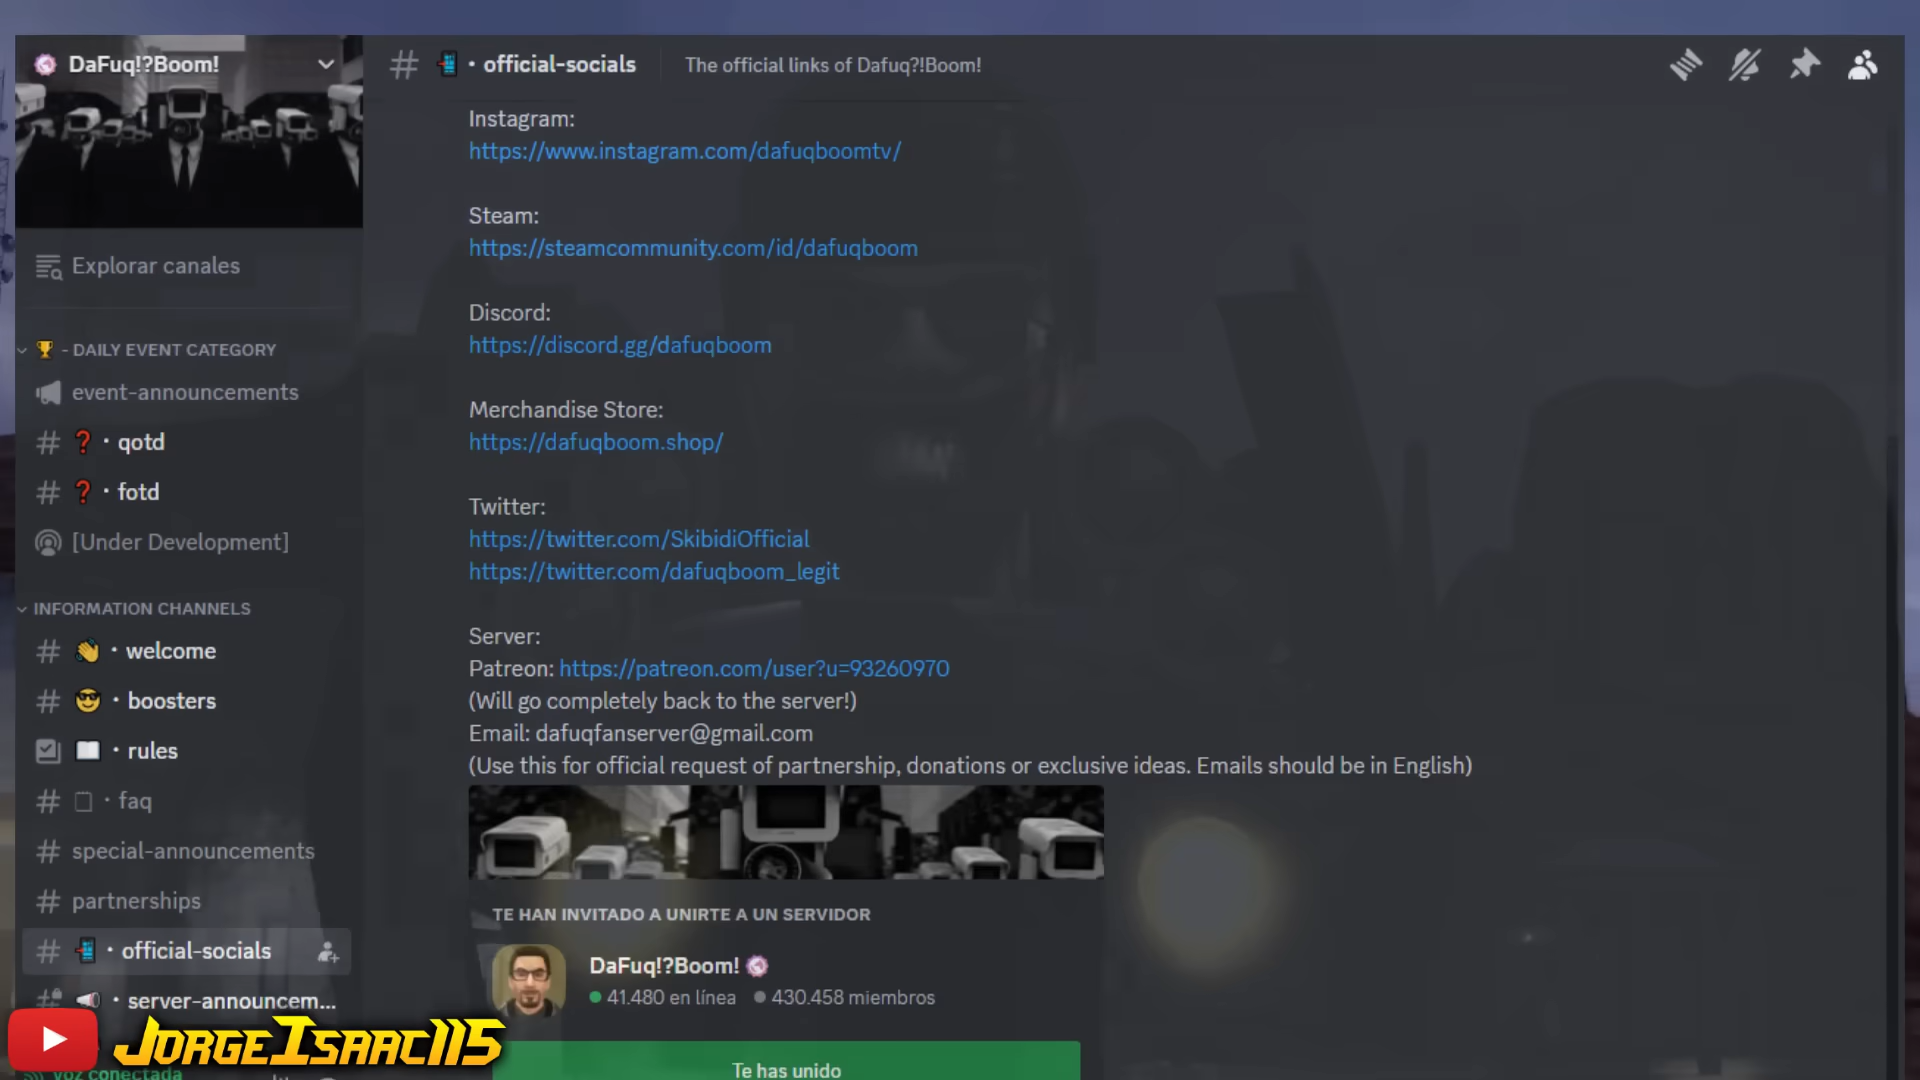 DaFuq!?Boom!
Explorar canales
- DAILY EVENT CATEGORY
event-announcements
# ❓ · qotd
# ❓ · fotd
[Under Development]
INFORMATION CHANNELS
# 👋 · welcome
# 😎 · boosters
📖 · rules
# · faq
# special-announcements
# partnerships
# 📲 · official-socials
# 📢 · server-announcem...
Voz conectada
# 📲 · official-socials
The official links of Dafuq?!Boom!
Instagram:
https://www.instagram.com/dafuqboomtv/
Steam:
https://steamcommunity.com/id/dafuqboom
Discord:
https://discord.gg/dafuqboom
Merchandise Store:
https://dafuqboom.shop/
Twitter:
https://twitter.com/SkibidiOfficial
https://twitter.com/dafuqboom_legit
Server:
Patreon: https://patreon.com/user?u=93260970
(Will go completely back to the server!)
Email: dafuqfanserver@gmail.com
(Use this for official request of partnership, donations or exclusive ideas. Emails should be in English)
TE HAN INVITADO A UNIRTE A UN SERVIDOR
DaFuq!?Boom!
41.480 en línea 430.458 miembros
Te has unido
JORGEISAAC115